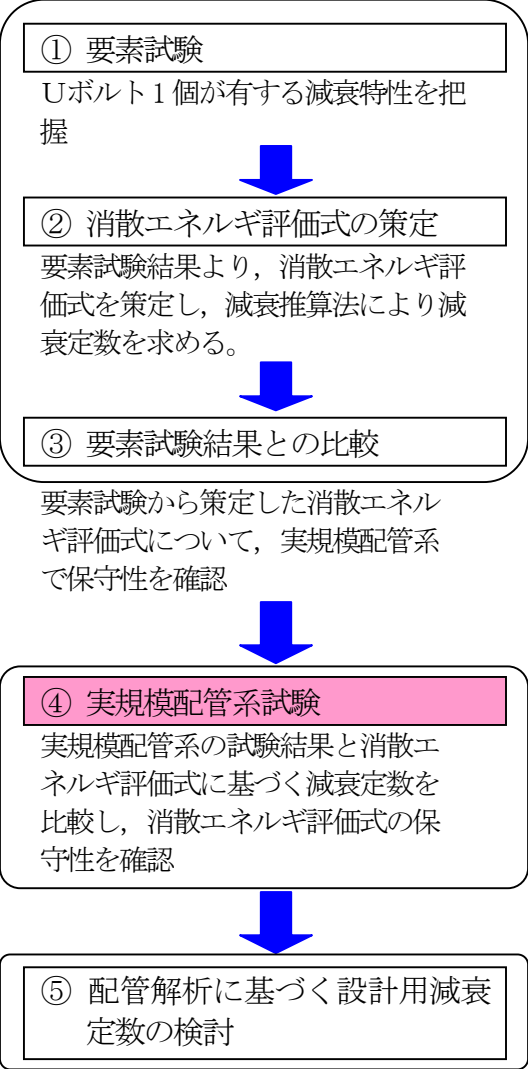 ① 要素試験
Uボルト1個が有する減衰特性を把
握
② 消散エネルギ評価式の策定
要素試験結果より，消散エネルギ評
価式を策定し，減衰推算法により減
衰定数を求める。
③ 要素試験結果との比較
要素試験から策定した消散エネル
ギ評価式について，実規模配管系
で保守性を確認
④ 実規模配管系試験
実規模配管系の試験結果と消散エ
ネルギ評価式に基づく減衰定数を
比較し，消散エネルギ評価式の保
守性を確認
⑤ 配管解析に基づく設計用減衰
定数の検討